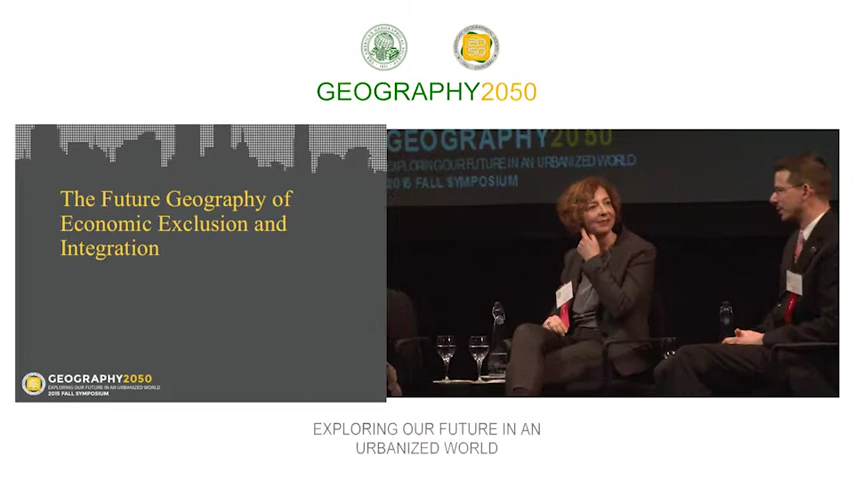 GEOGRAPHY2050
The Future Geography of
Economic Exclusion and
Integration
GEOGRAPHY2050
EXPLORING OUR FUTURE IN AN URBANIZED WORLD
2015 FALL SYMPOSIUM
GEOGRAPHY2050
EXPLORING OUR FUTURE IN AN URBANIZED WORLD
2015 FALL SYMPOSIUM
EXPLORING OUR FUTURE IN AN
URBANIZED WORLD